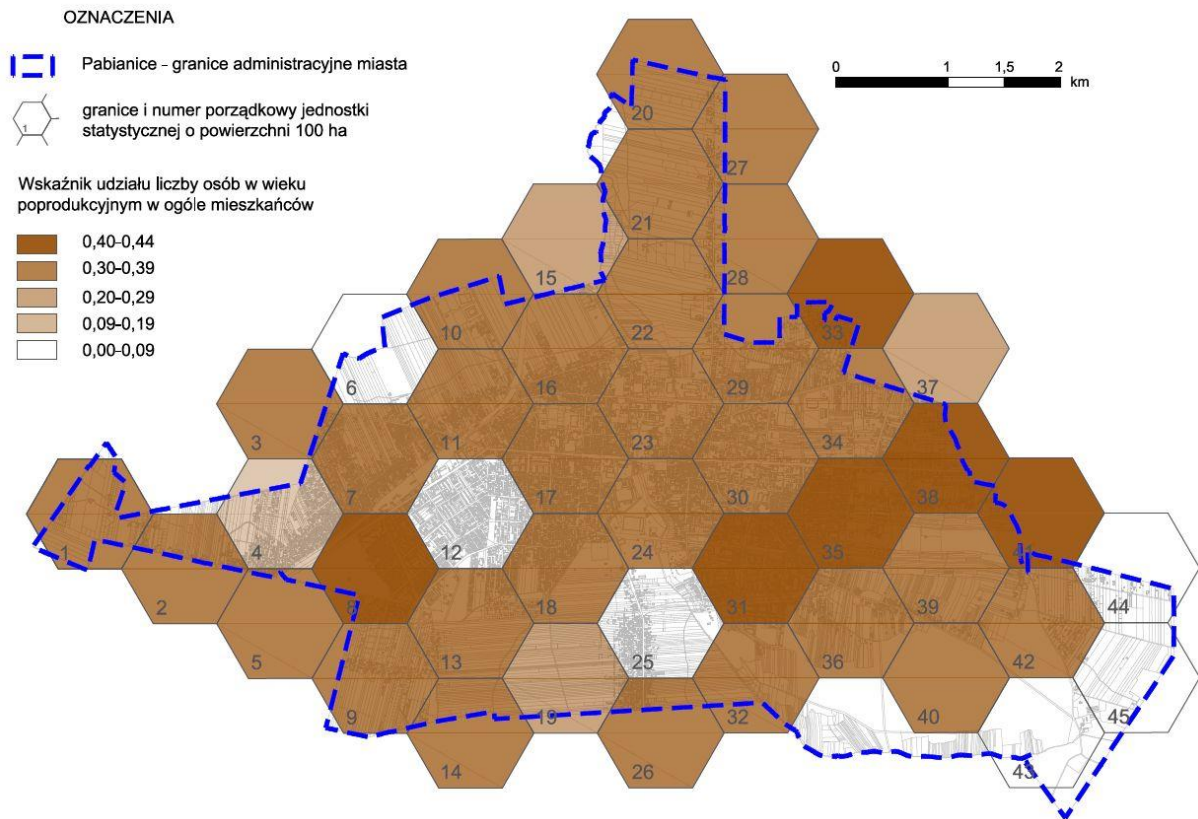 OZNACZENIA
Pabianice - granice administracyjne miasta
granice i numer porządkowy jednostki
statystycznej o powierzchni 100 ha
1
Wskaźnik udziału liczby osób w wieku
poprodukcyjnym w ogóle mieszkańców
0,40–0,44
0,30–0,39
0,20–0,29
0,09–0,19
0,00–0,09
0 1 1,5 2
km
20
27
21
15 28
10 22 33
6 16 29 37
3 11 23 34
7 17 30 38
1 4 12 24 35 41
2 8 18 31 39 44
5 13 25 36 42
9 19 32 40 45
14 26 43